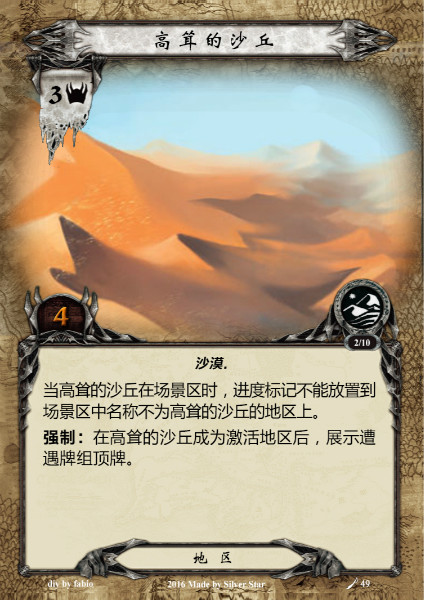 高耸的沙丘
3
4
2/10
沙漠.
当高耸的沙丘在场景区时，进度标记不能放置到
场景区中名称不为高耸的沙丘的地区上。
强制：在高耸的沙丘成为激活地区后，展示遭
遇牌组顶牌。
地区
diy by fabio 2016 Made by Silver Star 49